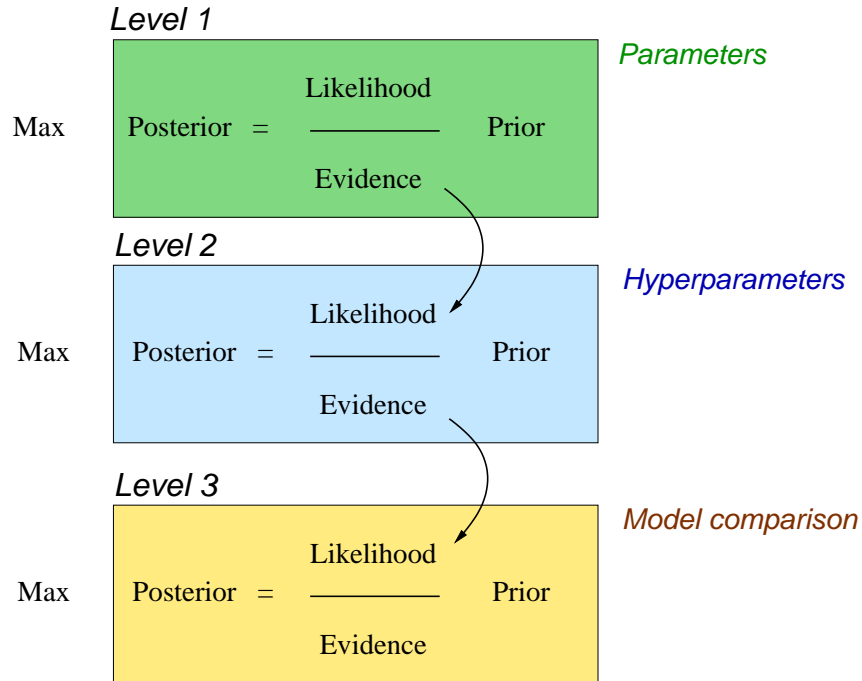 Level 1
Parameters
Likelihood
Max Posterior = Prior
Evidence
Level 2
Hyperparameters
Likelihood
Max Posterior = Prior
Evidence
Level 3
Model comparison
Likelihood
Max Posterior = Prior
Evidence